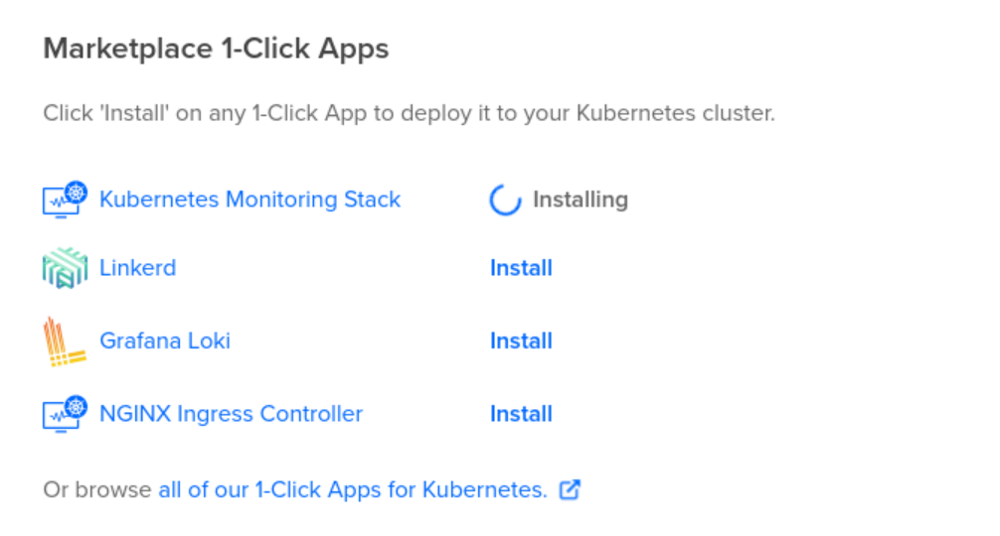 Marketplace 1-Click Apps
Click 'Install' on any 1-Click App to deploy it to your Kubernetes cluster.
Kubernetes Monitoring Stack Installing
Linkerd Install
Grafana Loki Install
NGINX Ingress Controller Install
Or browse all of our 1-Click Apps for Kubernetes.